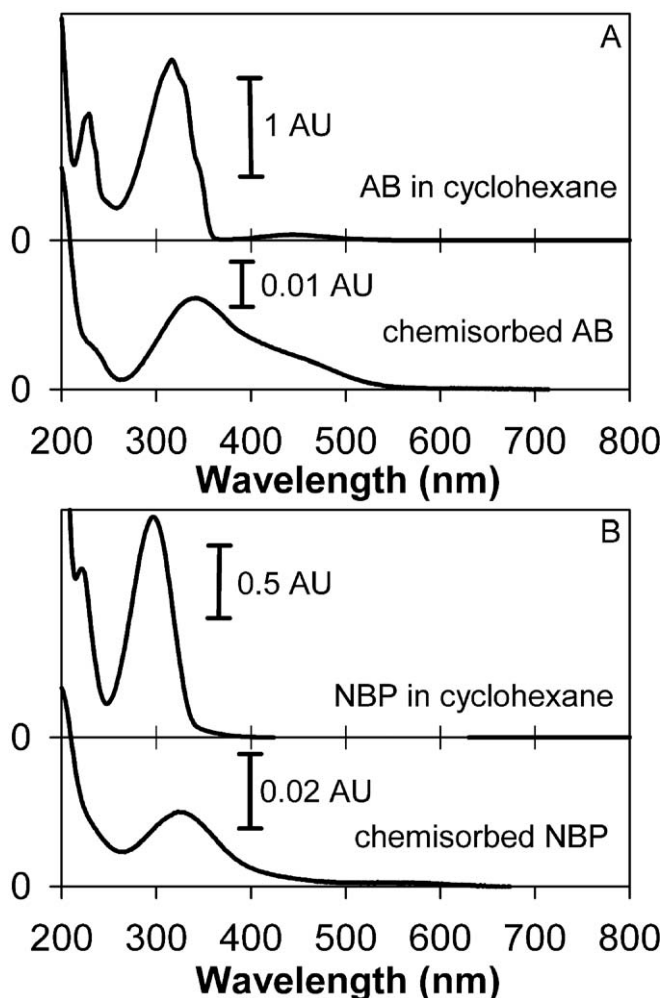 A
1 AU
AB in cyclohexane
0
0.01 AU
chemisorbed AB
0
200 300 400 500 600 700 800
Wavelength (nm)
B
0.5 AU
NBP in cyclohexane
0
0.02 AU
chemisorbed NBP
0
200 300 400 500 600 700 800
Wavelength (nm)